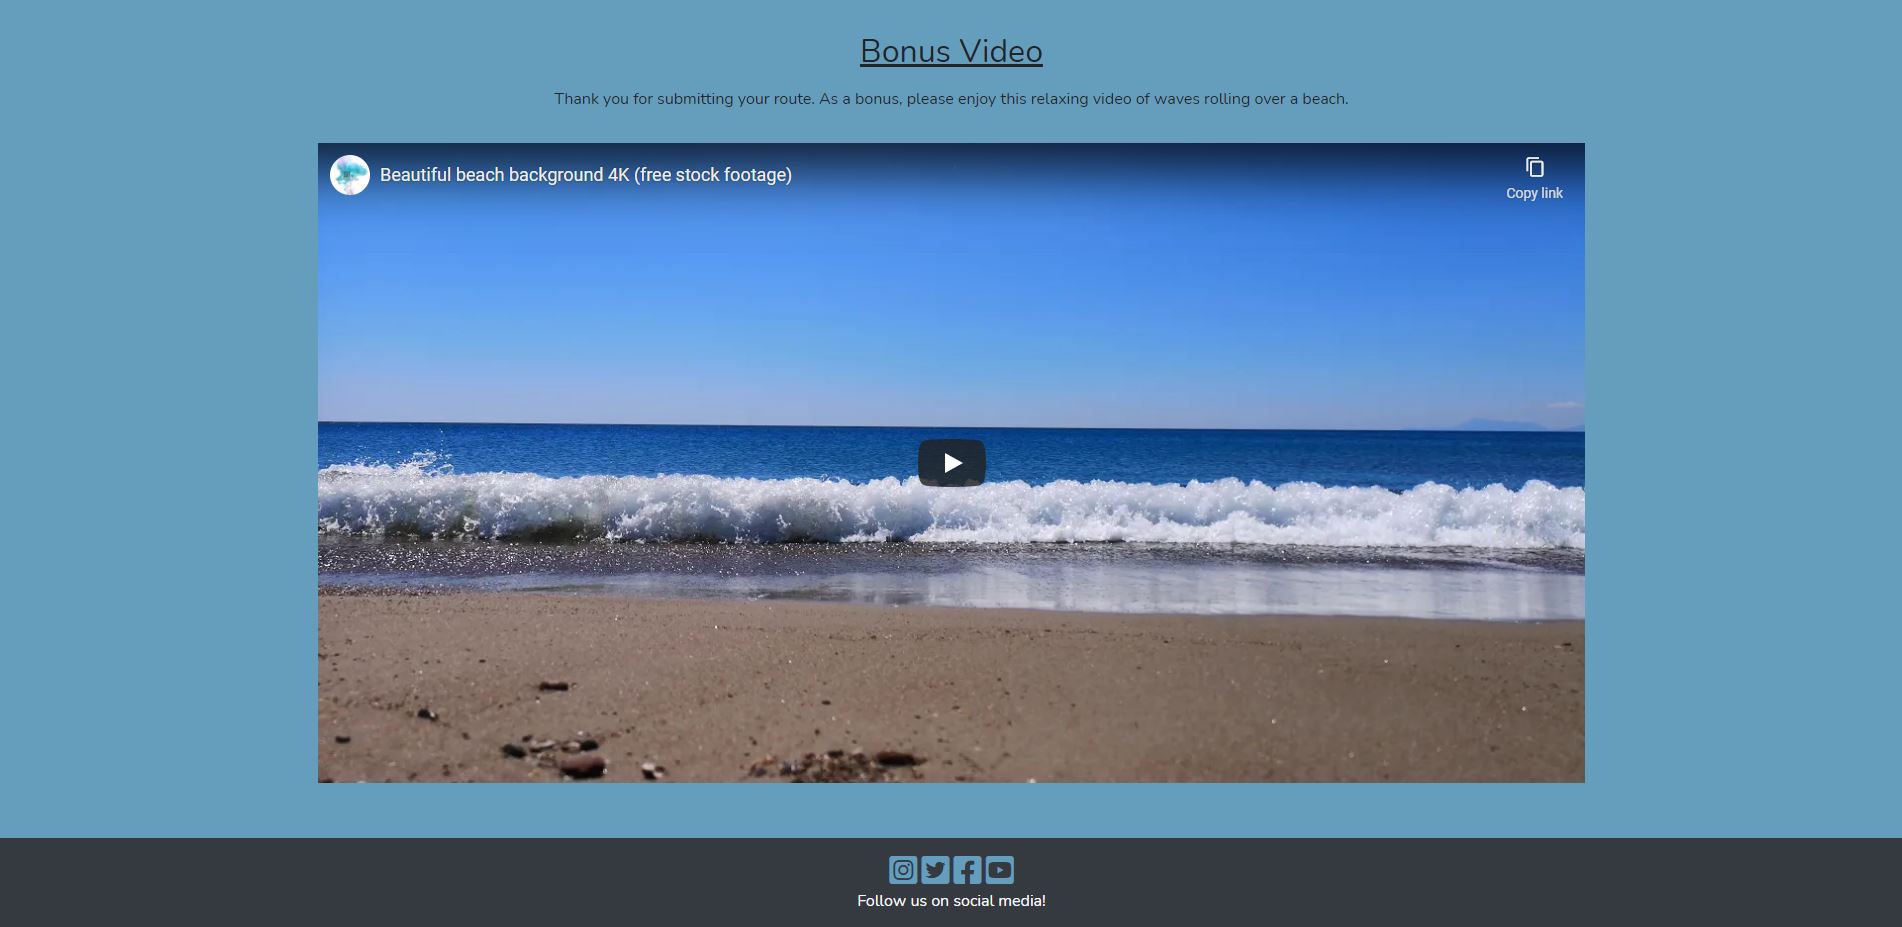 Bonus Video
Thank you for submitting your route. As a bonus, please enjoy this relaxing video of waves rolling over a beach.
Beautiful beach background 4K (free stock footage)
Copy link
Follow us on social media!